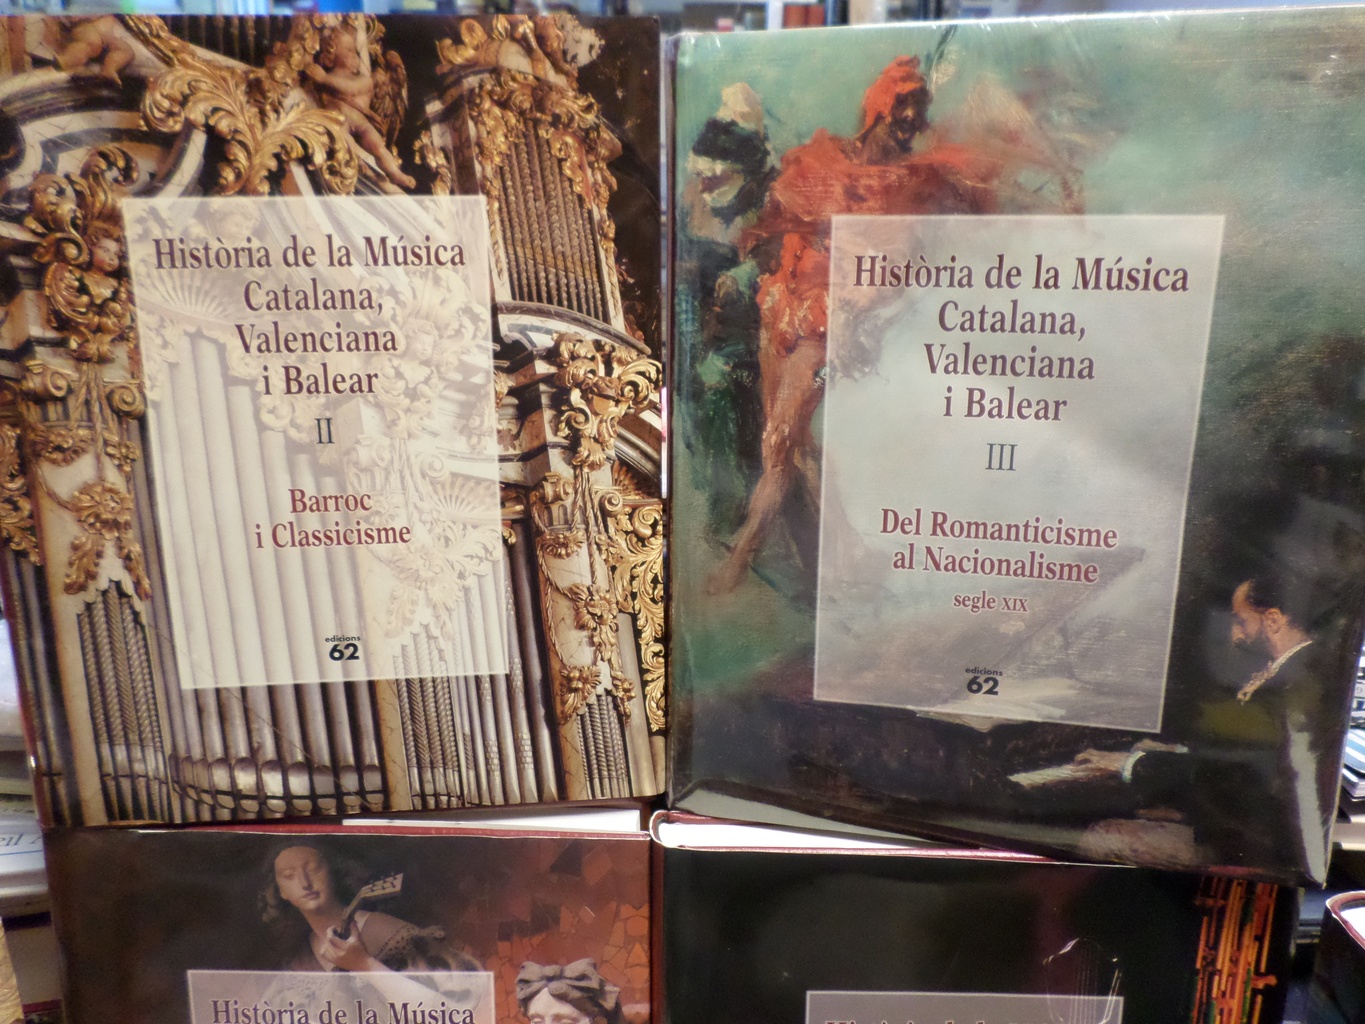 Història de la Música
Catalana,
Valenciana
i Balear
II
Barroc
i Classicisme
edicions
62
Història de la Música
Catalana,
Valenciana
i Balear
III
Del Romanticisme
al Nacionalisme
segle XIX
edicions
62
Història de la Música